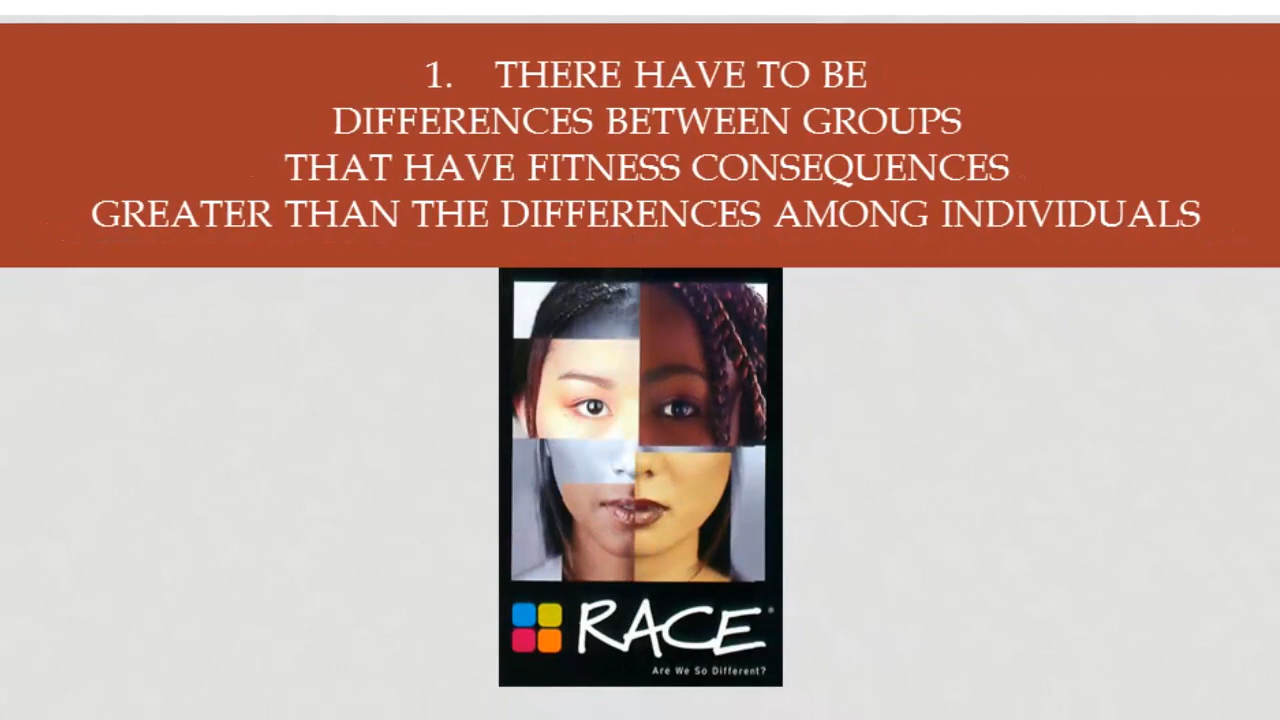 1. THERE HAVE TO BE
DIFFERENCES BETWEEN GROUPS
THAT HAVE FITNESS CONSEQUENCES
GREATER THAN THE DIFFERENCES AMONG INDIVIDUALS
RACE
Are We So Different?